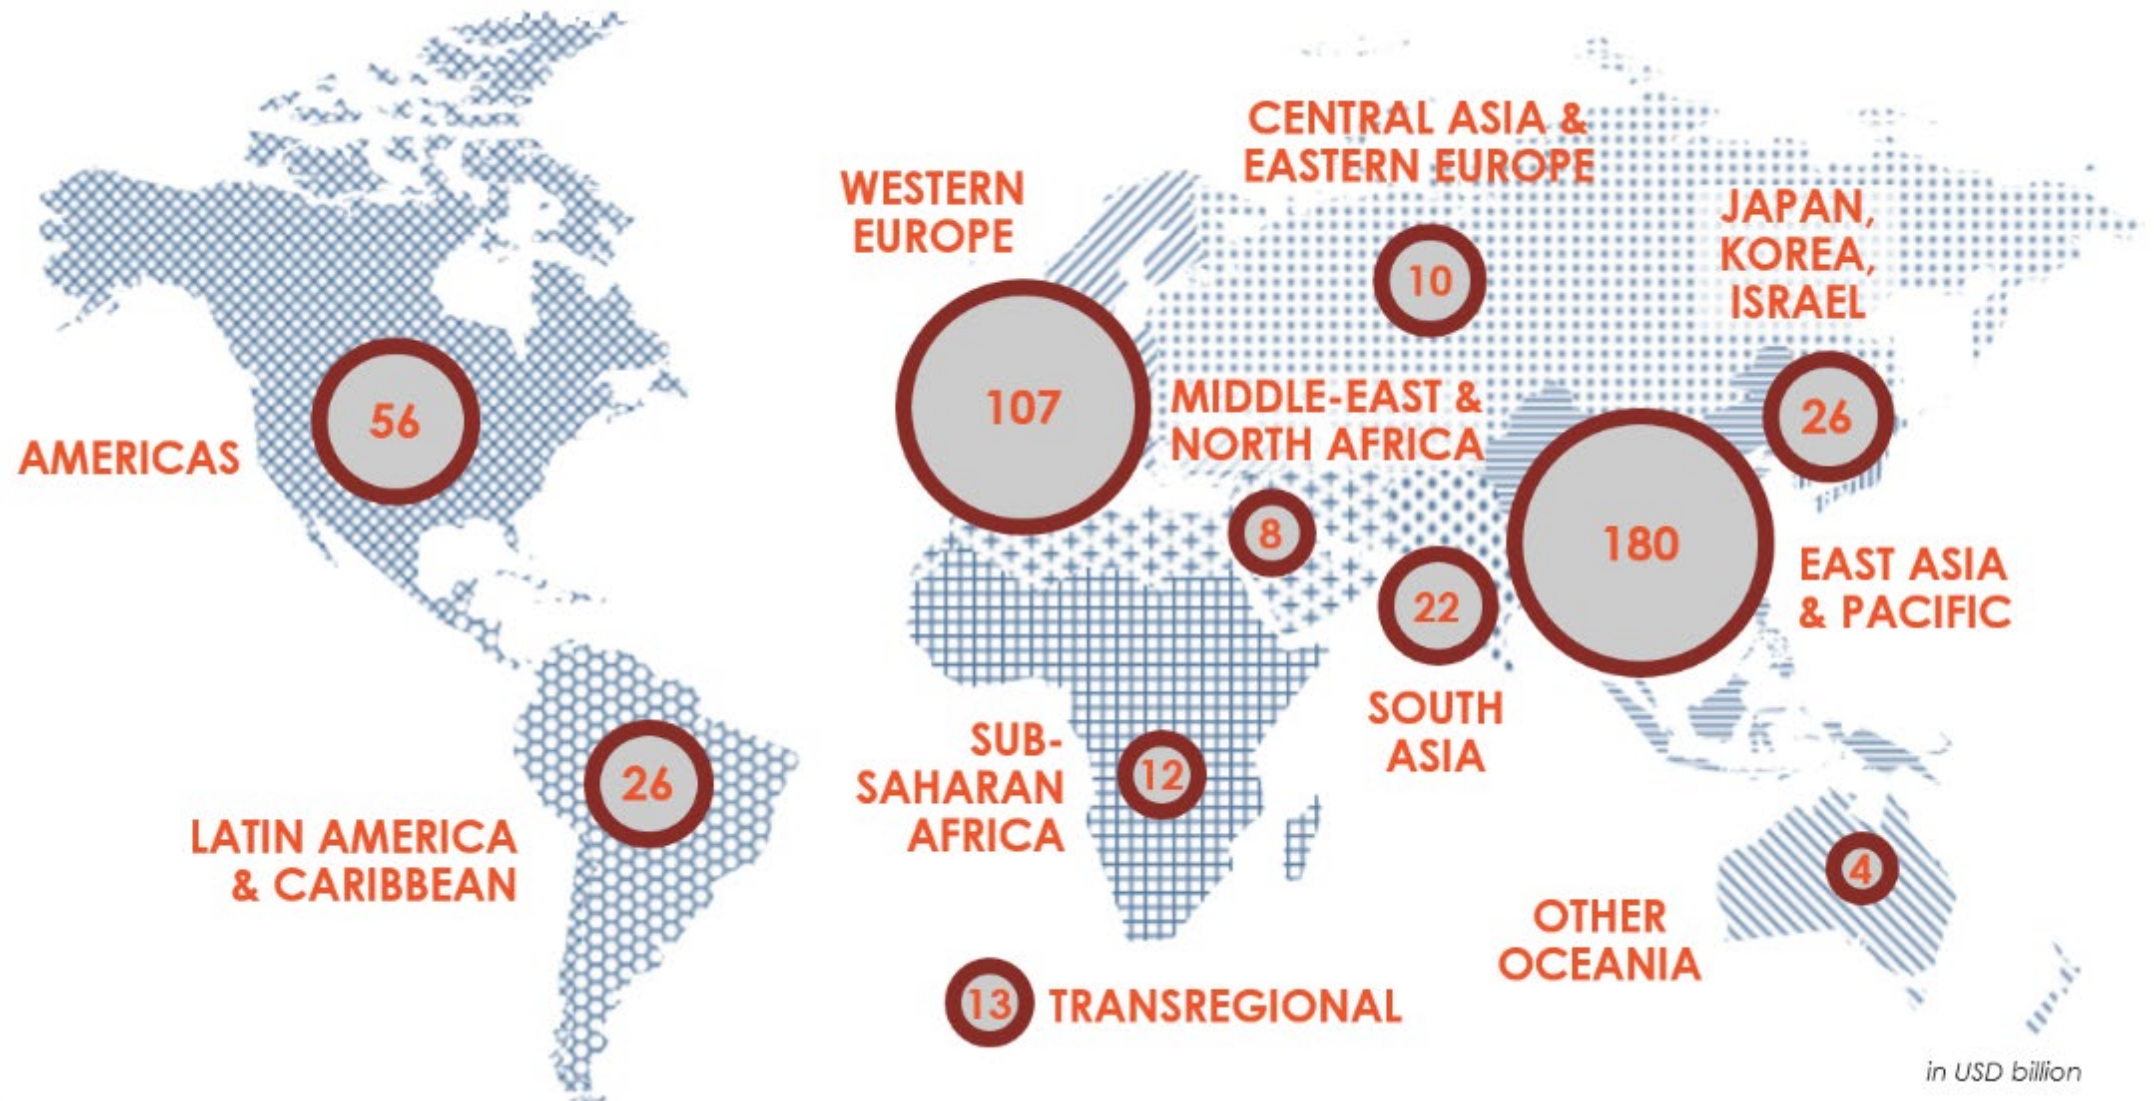 CENTRAL ASIA &
EASTERN EUROPE
10
WESTERN
EUROPE
107
JAPAN,
KOREA,
ISRAEL
26
AMERICAS
56
MIDDLE-EAST &
NORTH AFRICA
8
180
EAST ASIA
& PACIFIC
22
SOUTH
ASIA
SUB-
SAHARAN
AFRICA
12
26
LATIN AMERICA
& CARIBBEAN
4
OTHER
OCEANIA
13 TRANSREGIONAL
in USD billion